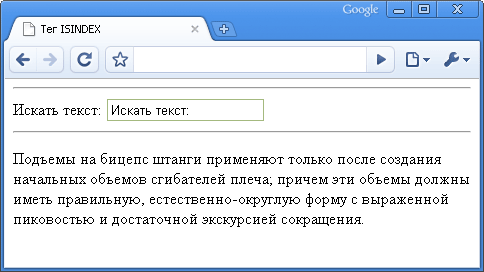 Google
Тег ISINDEX
Искать текст: Искать текст:
Подъемы на бицепс штанги применяют только после создания
начальных объемов сгибателей плеча; причем эти объемы должны
иметь правильную, естественно-округлую форму с выраженной
пиковостью и достаточной экскурсией сокращения.